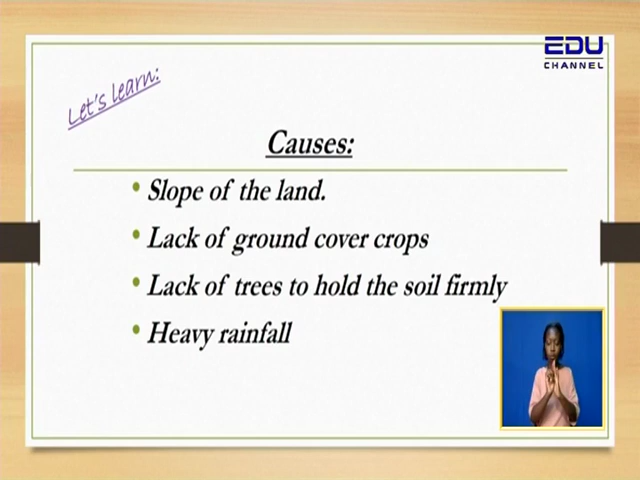 EDU
CHANNEL
Let's learn:
Causes:
Slope of the land.
Lack of ground cover crops
Lack of trees to hold the soil firmly
Heavy rainfall